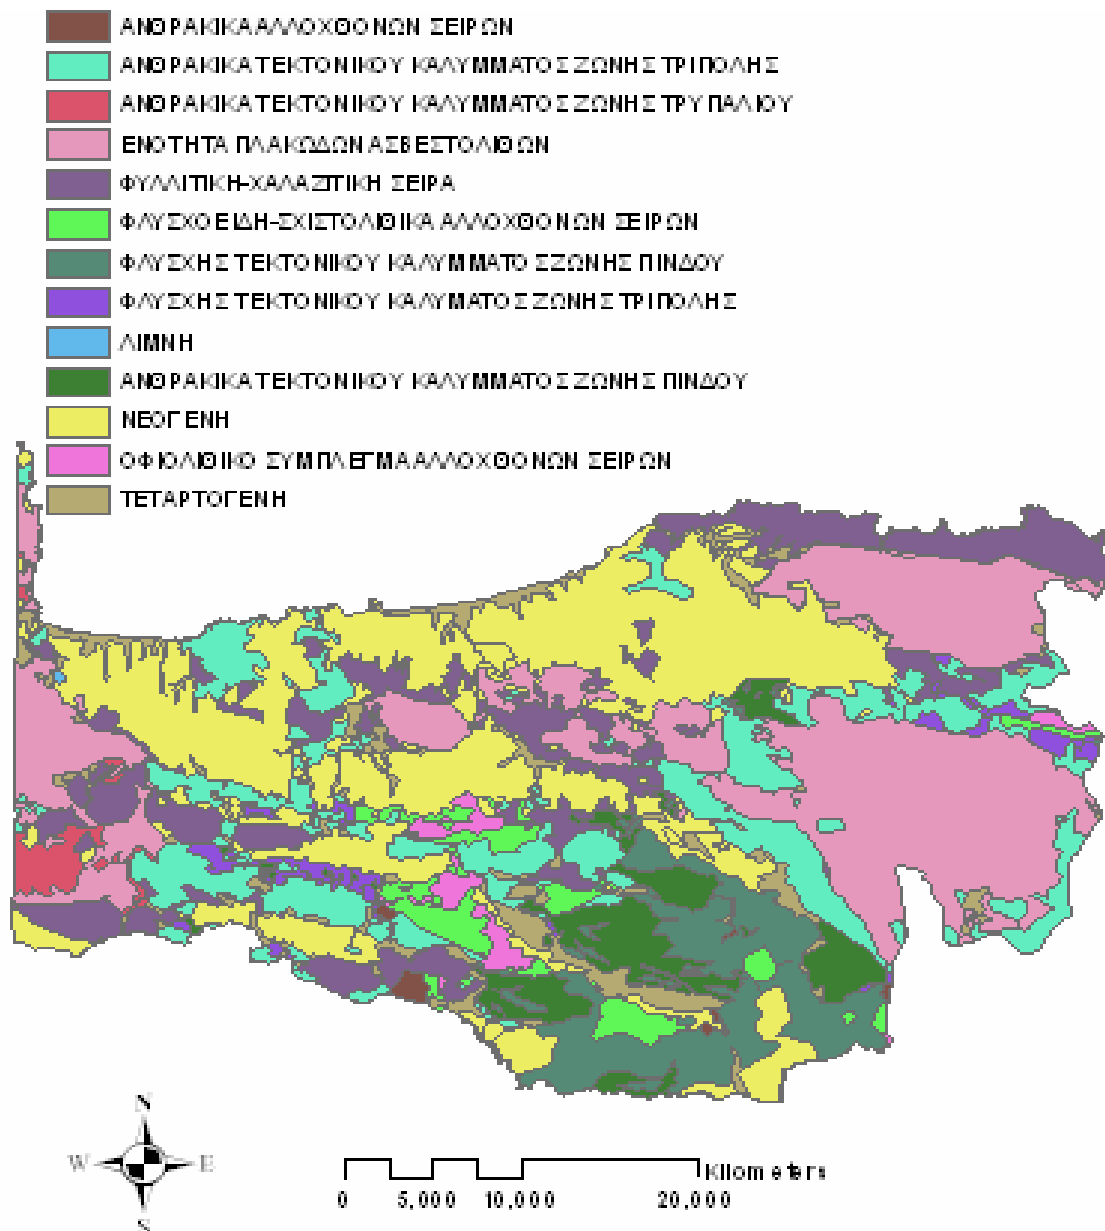 ΑΝΘΡΑΚΙΚΑ ΑΛΛΟΧΘΟΝΩΝ ΣΕΙΡΩΝ
ΑΝΘΡΑΚΙΚΑ ΤΕΚΤΟΝΙΚΟΥ ΚΑΛΥΜΜΑΤΟΣ ΖΩΝΗΣ ΤΡΙΠΟΛΗΣ
ΑΝΘΡΑΚΙΚΑ ΤΕΚΤΟΝΙΚΟΥ ΚΑΛΥΜΜΑΤΟΣ ΖΩΝΗΣ ΤΡΥΠΑΛΙΟΥ
ΕΝΟΤΗΤΑ ΠΛΑΚΩΔΩΝ ΑΣΒΕΣΤΟΛΙΘΩΝ
ΦΥΛΛΙΤΙΚΗ-ΧΑΛΑΖΙΤΙΚΗ ΣΕΙΡΑ
ΦΛΥΣΧΟΕΙΔΗ-ΣΧΙΣΤΟΛΙΘΙΚΑ ΑΛΛΟΧΘΟΝΩΝ ΣΕΙΡΩΝ
ΦΛΥΣΧΗΣ ΤΕΚΤΟΝΙΚΟΥ ΚΑΛΥΜΜΑΤΟΣ ΖΩΝΗΣ ΠΙΝΔΟΥ
ΦΛΥΣΧΗΣ ΤΕΚΤΟΝΙΚΟΥ ΚΑΛΥΜΑΤΟΣ ΖΩΝΗΣ ΤΡΙΠΟΛΗΣ
ΛΙΜΝΗ
ΑΝΘΡΑΚΙΚΑ ΤΕΚΤΟΝΙΚΟΥ ΚΑΛΥΜΜΑΤΟΣ ΖΩΝΗΣ ΠΙΝΔΟΥ
ΝΕΟΓΕΝΗ
ΟΦΙΟΛΙΘΙΚΟ ΣΥΜΠΛΕΓΜΑ ΑΛΛΟΧΘΟΝΩΝ ΣΕΙΡΩΝ
ΤΕΤΑΡΤΟΓΕΝΗ
N
W E
S
Kilometers
0 5,000 10,000 20,000